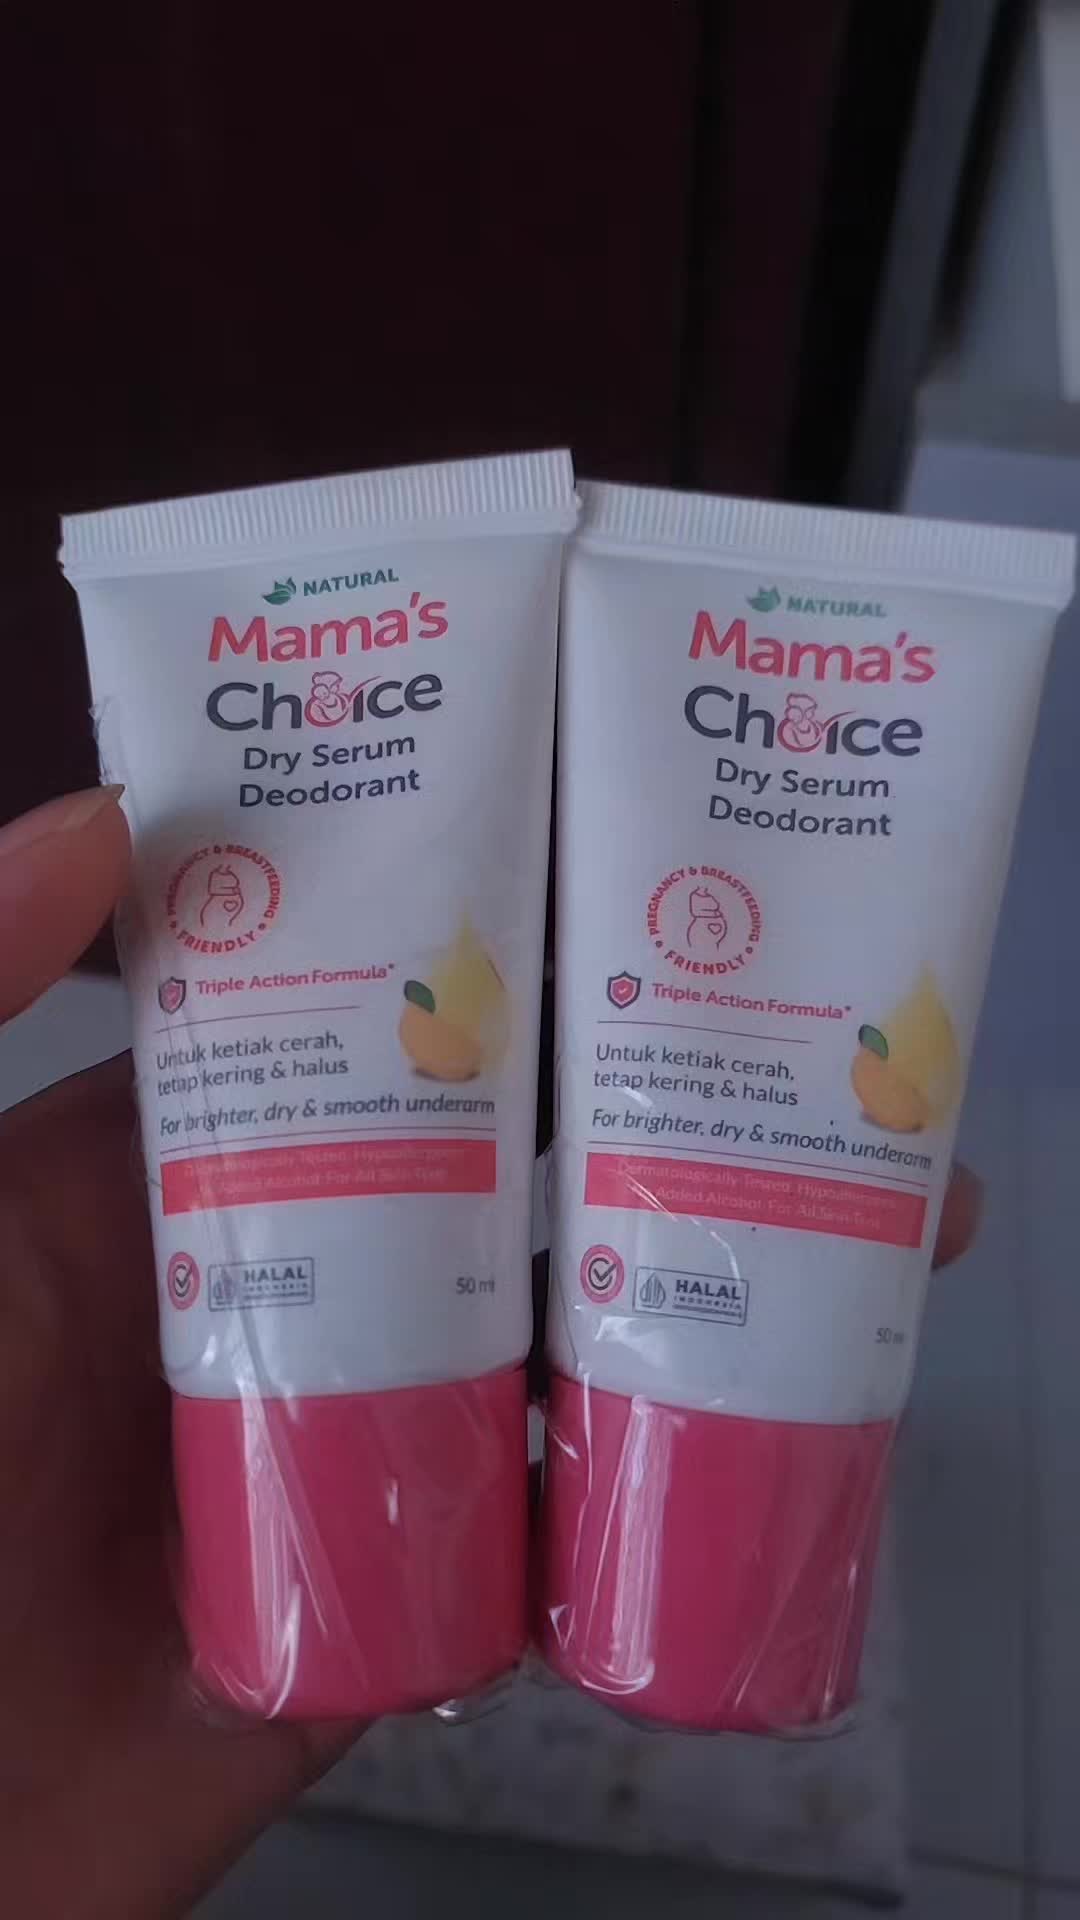 NATURAL
Mama's
Choice
Dry Serum
Deodorant
PREGNANCY & BREASTFEEDING
FRIENDLY
Triple Action Formula*
Untuk ketiak cerah,
tetap kering & halus
For brighter, dry & smooth underarm
HALAL
INDONESIA
50 ml
NATURAL
Mama's
Choice
Dry Serum
Deodorant
PREGNANCY & BREASTFEEDING
FRIENDLY
Triple Action Formula*
Untuk ketiak cerah,
tetap kering & halus
For brighter, dry & smooth underarm
Dermatologically Tested
Added Alcohol For All Skin
HALAL
INDONESIA
50 ml